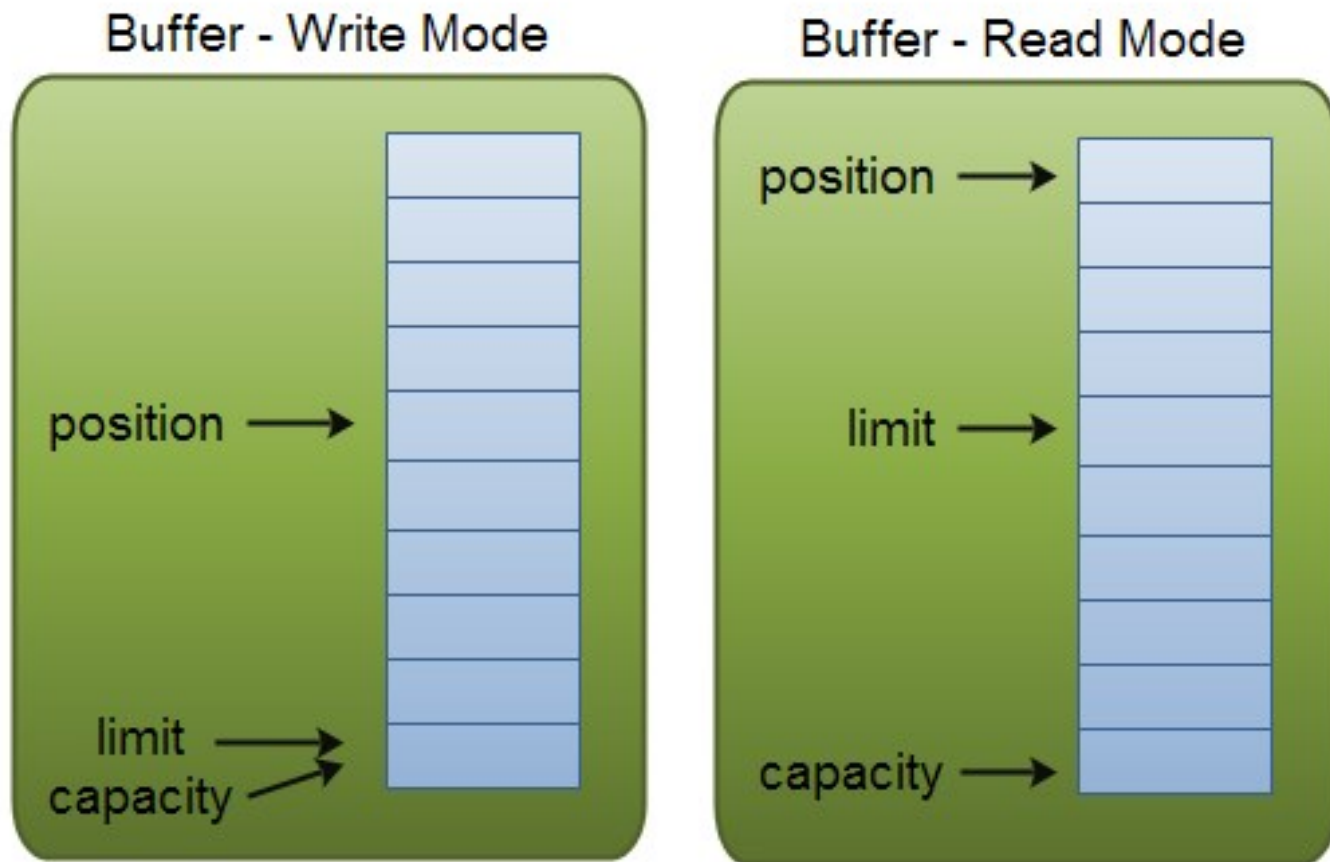 Buffer - Write Mode
position
limit
capacity
Buffer - Read Mode
position
limit
capacity